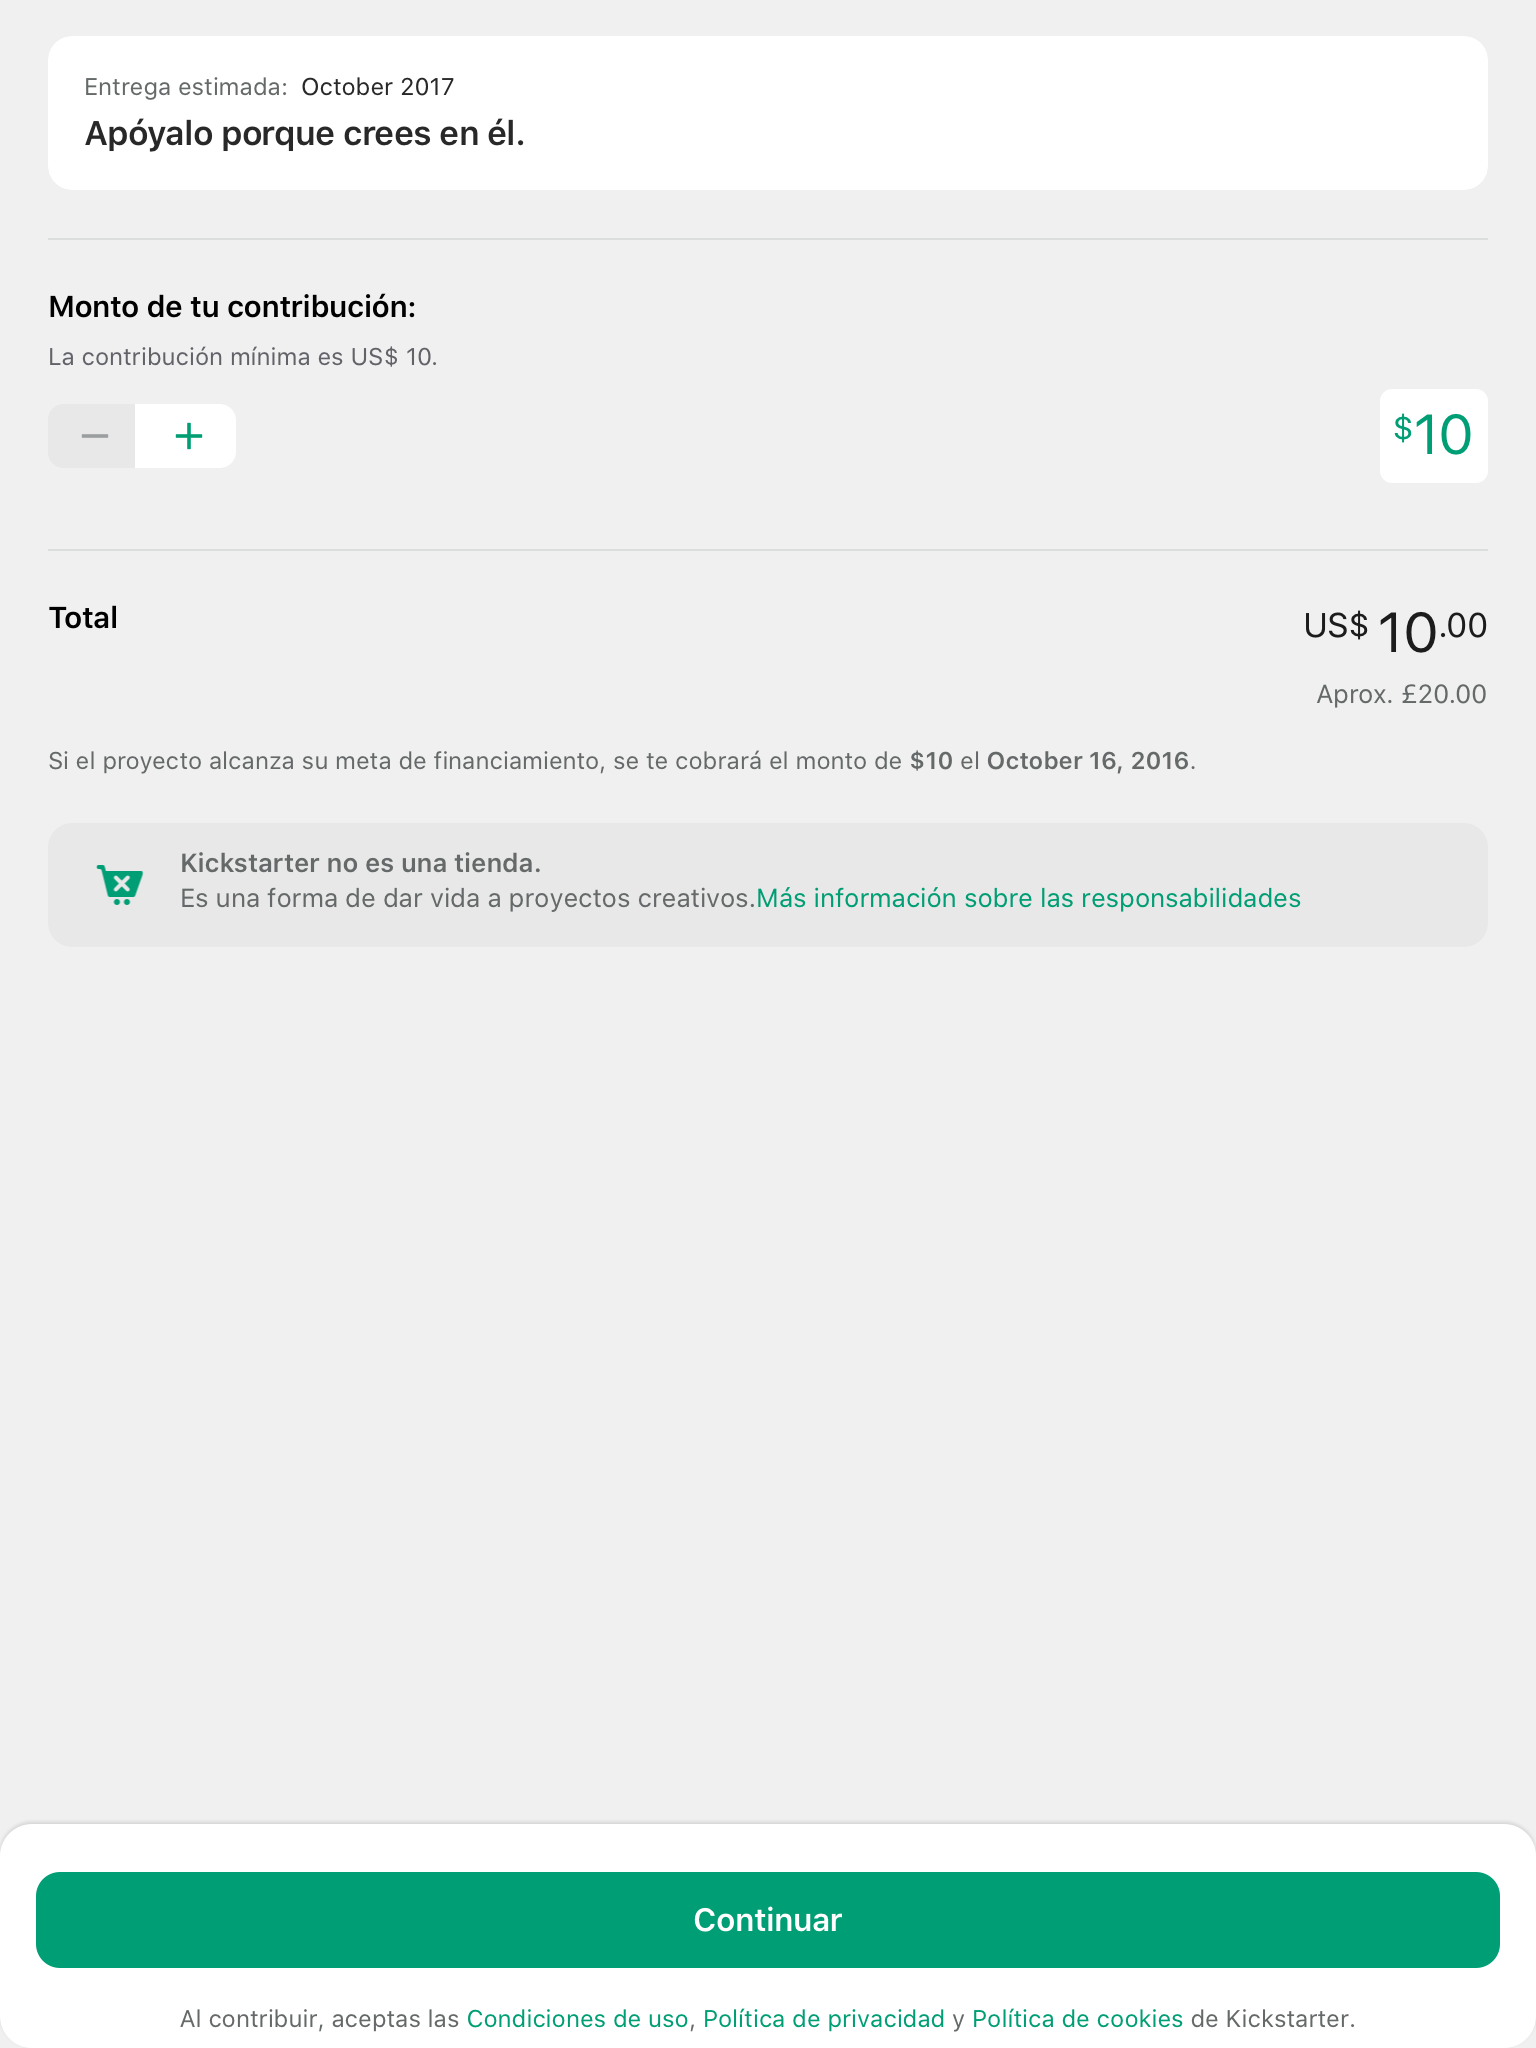 Entrega estimada: October 2017
Apóyalo porque crees en él.
Monto de tu contribución:
La contribución mínima es US$ 10.
$10
Total
US$ 10.00
Aprox. £20.00
Si el proyecto alcanza su meta de financiamiento, se te cobrará el monto de $10 el October 16, 2016.
Kickstarter no es una tienda.
Es una forma de dar vida a proyectos creativos.Más información sobre las responsabilidades
Continuar
Al contribuir, aceptas las Condiciones de uso, Política de privacidad y Política de cookies de Kickstarter.